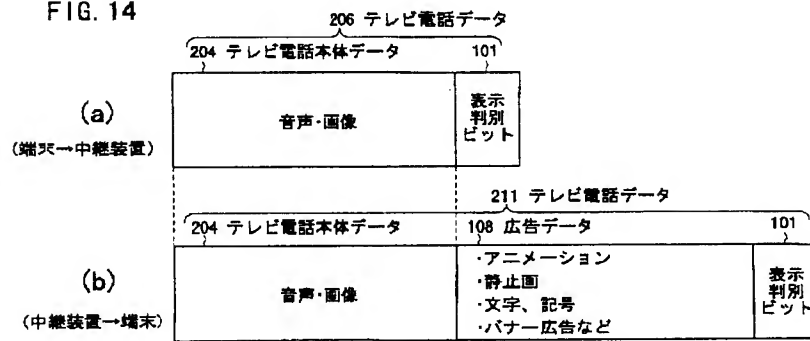 FIG. 14
206 テレビ電話データ
204 テレビ電話本体データ 101
(a)
(端末→中継装置)
音声・画像
表示
判別
ビット
211 テレビ電話データ
204 テレビ電話本体データ 108 広告データ 101
(b)
(中継装置→端末)
音声・画像
・アニメーション
・静止画
・文字、記号
・バナー広告など
表示
判別
ビット